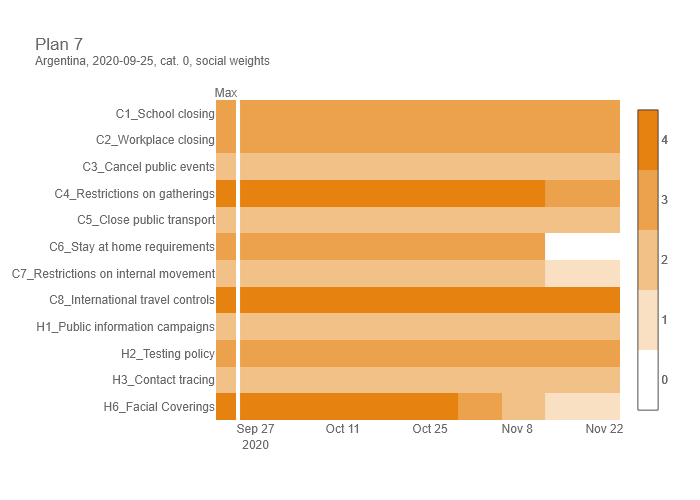 Plan 7
Argentina, 2020-09-25, cat. 0, social weights
Max
C1_School closing
C2_Workplace closing
C3_Cancel public events
C4_Restrictions on gatherings
C5_Close public transport
C6_Stay at home requirements
C7_Restrictions on internal movement
C8_International travel controls
H1_Public information campaigns
H2_Testing policy
H3_Contact tracing
H6_Facial Coverings
Sep 27 Oct 11 Oct 25 Nov 8 Nov 22
2020
4
3
2
1
0